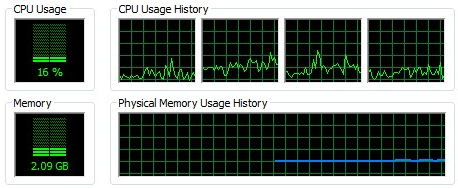 CPU Usage
CPU Usage History
16 %
Memory
Physical Memory Usage History
2.09 GB